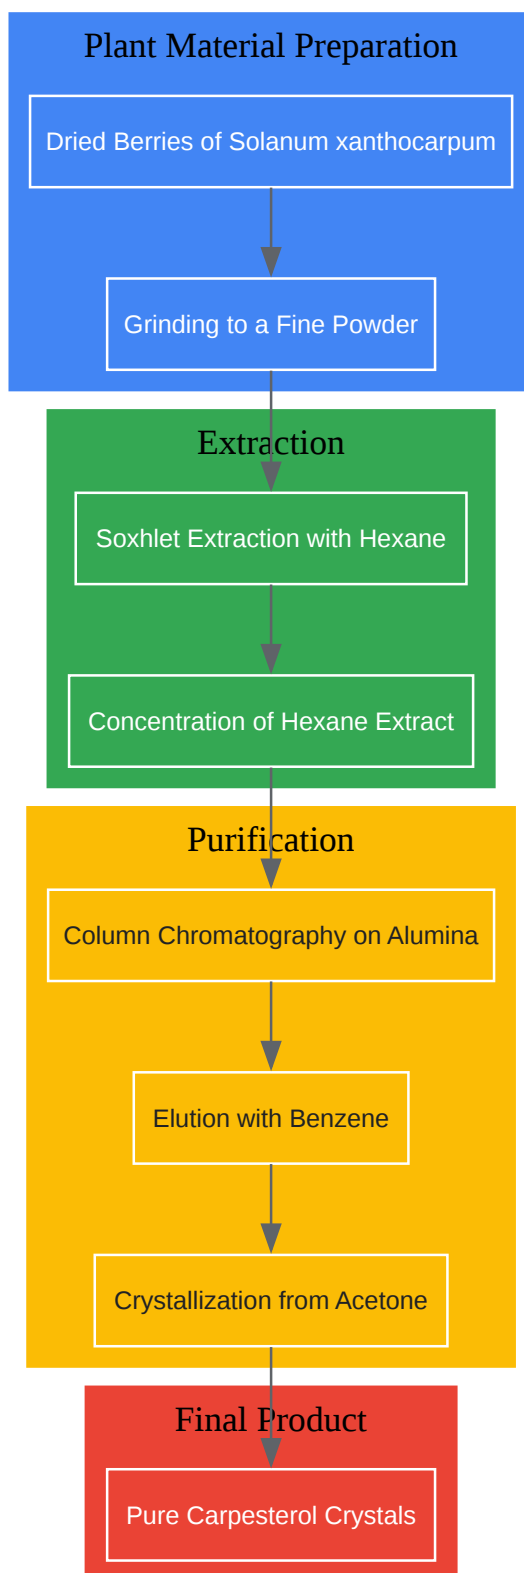 Plant Material Preparation
Dried Berries of Solanum xanthocarpum
Grinding to a Fine Powder
Extraction
Soxhlet Extraction with Hexane
Concentration of Hexane Extract
Purification
Column Chromatography on Alumina
Elution with Benzene
Crystallization from Acetone
Final Product
Pure Carpesterol Crystals